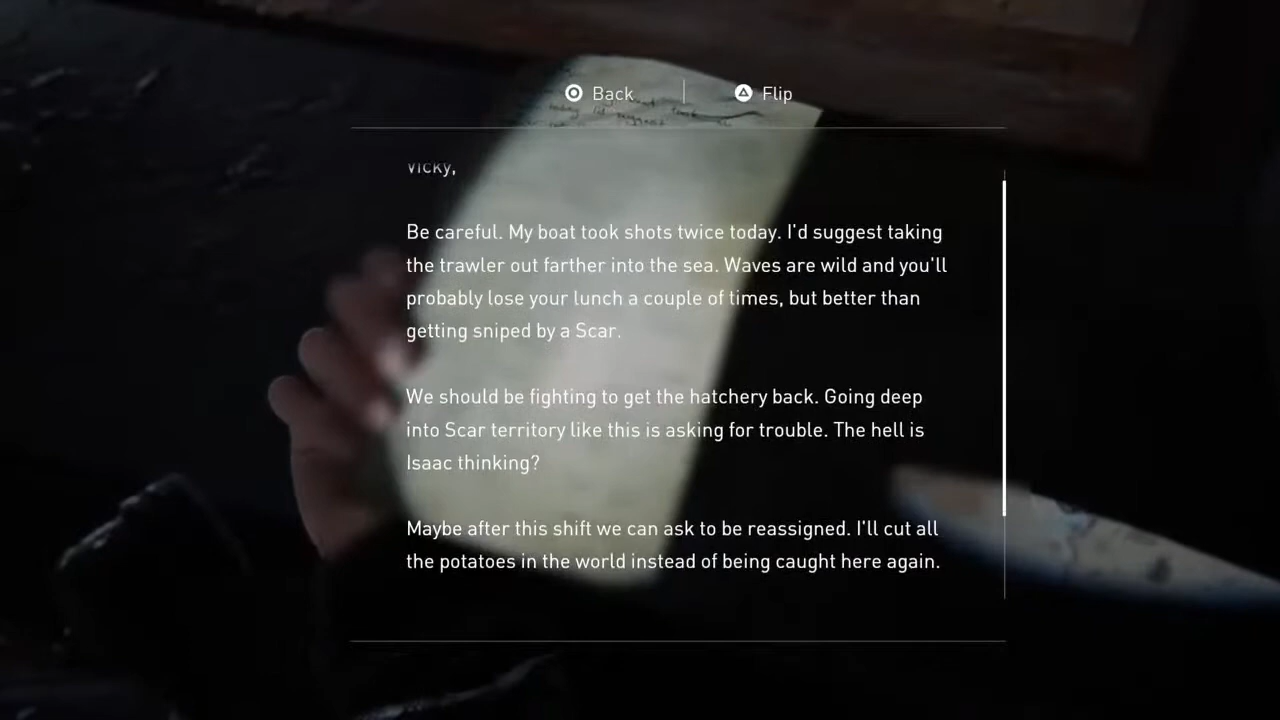 Back
Flip
Vicky,
Be careful. My boat took shots twice today. I'd suggest taking
the trawler out farther into the sea. Waves are wild and you'll
probably lose your lunch a couple of times, but better than
getting sniped by a Scar.
We should be fighting to get the hatchery back. Going deep
into Scar territory like this is asking for trouble. The hell is
Isaac thinking?
Maybe after this shift we can ask to be reassigned. I'll cut all
the potatoes in the world instead of being caught here again.